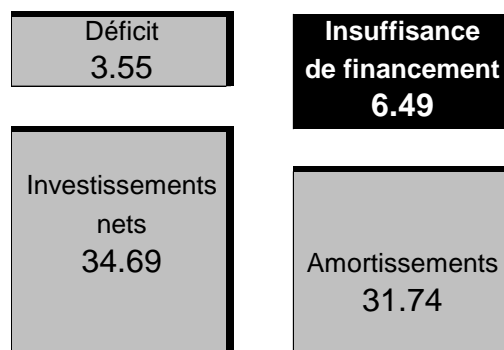 Déficit
3.55
Insuffisance
de financement
6.49
Investissements
nets
34.69
Amortissements
31.74